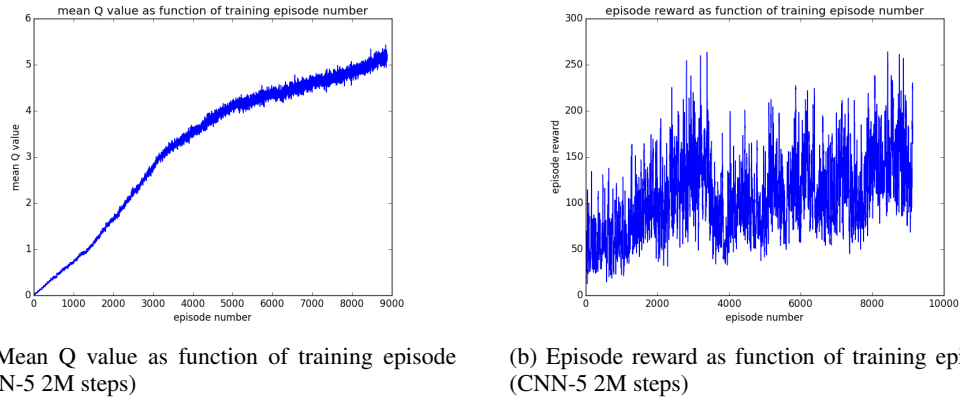 mean Q value as function of training episode number
6
5
4
3
2
1
0
mean Q value
0 1000 2000 3000 4000 5000 6000 7000 8000 9000
episode number
episode reward as function of training episode number
300
250
200
150
100
50
0
episode reward
0 2000 4000 6000 8000 10000
episode number
Mean Q value as function of training episode
N-5 2M steps)
(b) Episode reward as function of training epi
(CNN-5 2M steps)